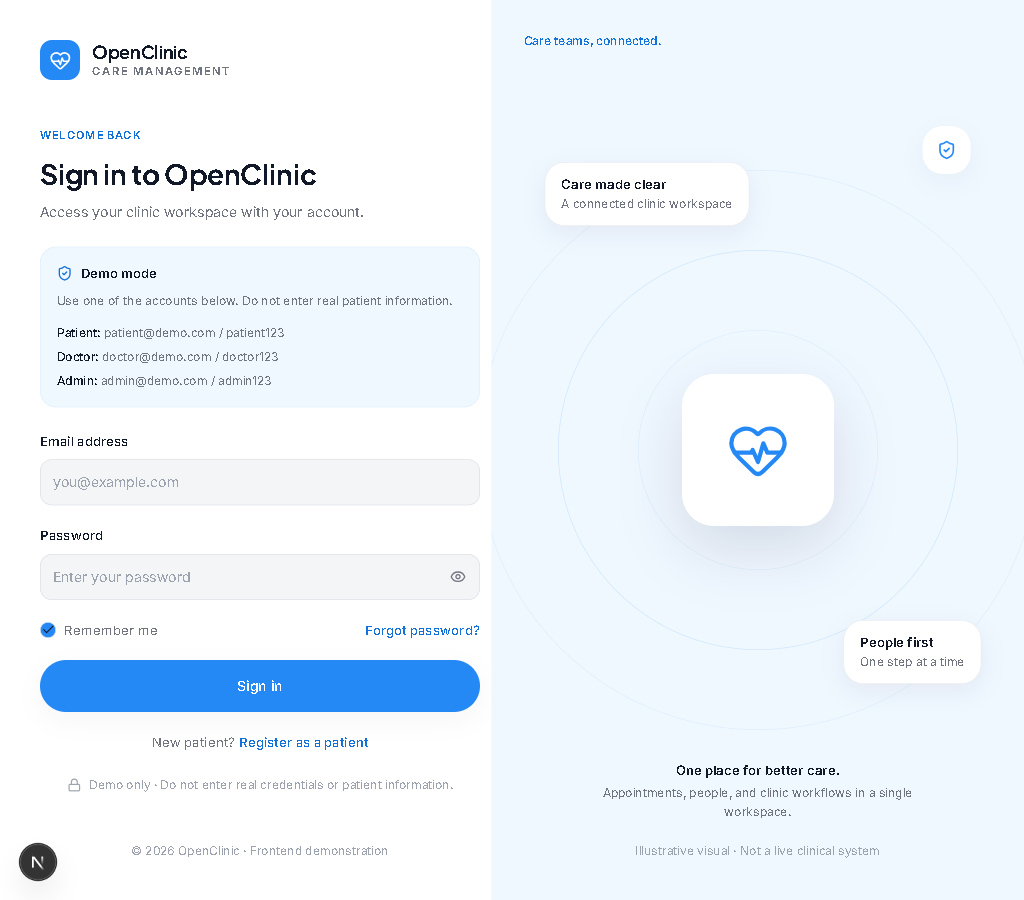 OpenClinic
CARE MANAGEMENT
WELCOME BACK
Sign in to OpenClinic
Access your clinic workspace with your account.
Demo mode
Use one of the accounts below. Do not enter real patient information.
Patient: patient@demo.com / patient123
Doctor: doctor@demo.com / doctor123
Admin: admin@demo.com / admin123
Email address
you@example.com
Password
Enter your password
Remember me
Forgot password?
Sign in
New patient? Register as a patient
Demo only · Do not enter real credentials or patient information.
© 2026 OpenClinic · Frontend demonstration
N
Care teams, connected.
Care made clear
A connected clinic workspace
People first
One step at a time
One place for better care.
Appointments, people, and clinic workflows in a single
workspace.
Illustrative visual · Not a live clinical system